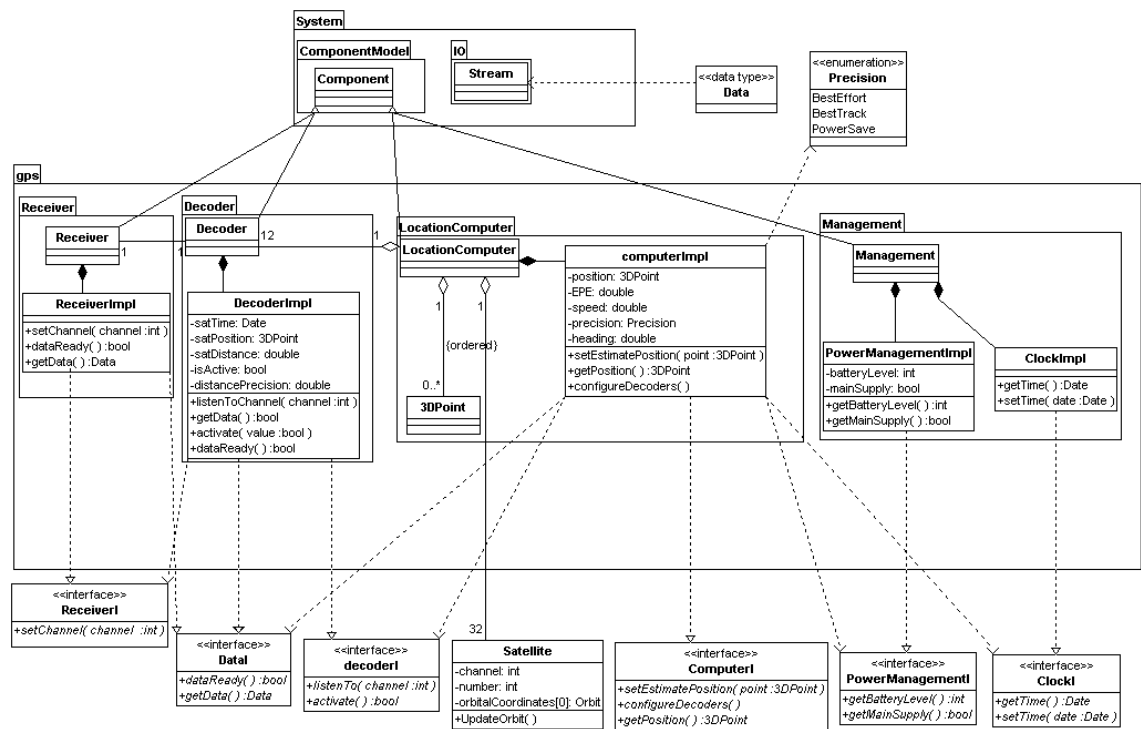 System
ComponentModel
Component
IO
Stream
<<data type>>
Data
<<enumeration>>
Precision
BestEffort
BestTrack
PowerSave
gps
Receiver
Receiver
1
ReceiverImpl
+setChannel( channel :int )
+dataReady( ) :bool
+getData( ) :Data
Decoder
Decoder
12
1
DecoderImpl
-satTime: Date
-satPosition: 3DPoint
-satDistance: double
-isActive: bool
-distancePrecision: double
+listenToChannel( channel :int )
+getData( ) :bool
+activate( value :bool )
+dataReady( ) :bool
LocationComputer
1
LocationComputer
1
1
{ordered}
0..*
3DPoint
computerImpl
-position: 3DPoint
-EPE: double
-speed: double
-precision: Precision
-heading: double
+setEstimatePosition( point :3DPoint )
+getPosition( ) :3DPoint
+configureDecoders( )
Management
Management
PowerManagementImpl
-batteryLevel: int
-mainSupply: bool
+getBatteryLevel( ) :int
+getMainSupply( ) :bool
ClockImpl
+getTime( ) :Date
+setTime( date :Date )
<<interface>>
ReceiverI
+setChannel( channel :int )
<<interface>>
DataI
+dataReady( ) :bool
+getData( ) :Data
<<interface>>
decoderI
+listenTo( channel :int )
+activate( ) :bool
32
Satellite
-channel: int
-number: int
-orbitalCoordinates[0]: Orbit
+UpdateOrbit( )
<<interface>>
ComputerI
+setEstimatePosition( point :3DPoint )
+configureDecoders( )
+getPosition( ) :3DPoint
<<interface>>
PowerManagementI
+getBatteryLevel( ) :int
+getMainSupply( ) :bool
<<interface>>
ClockI
+getTime( ) :Date
+setTime( date :Date )